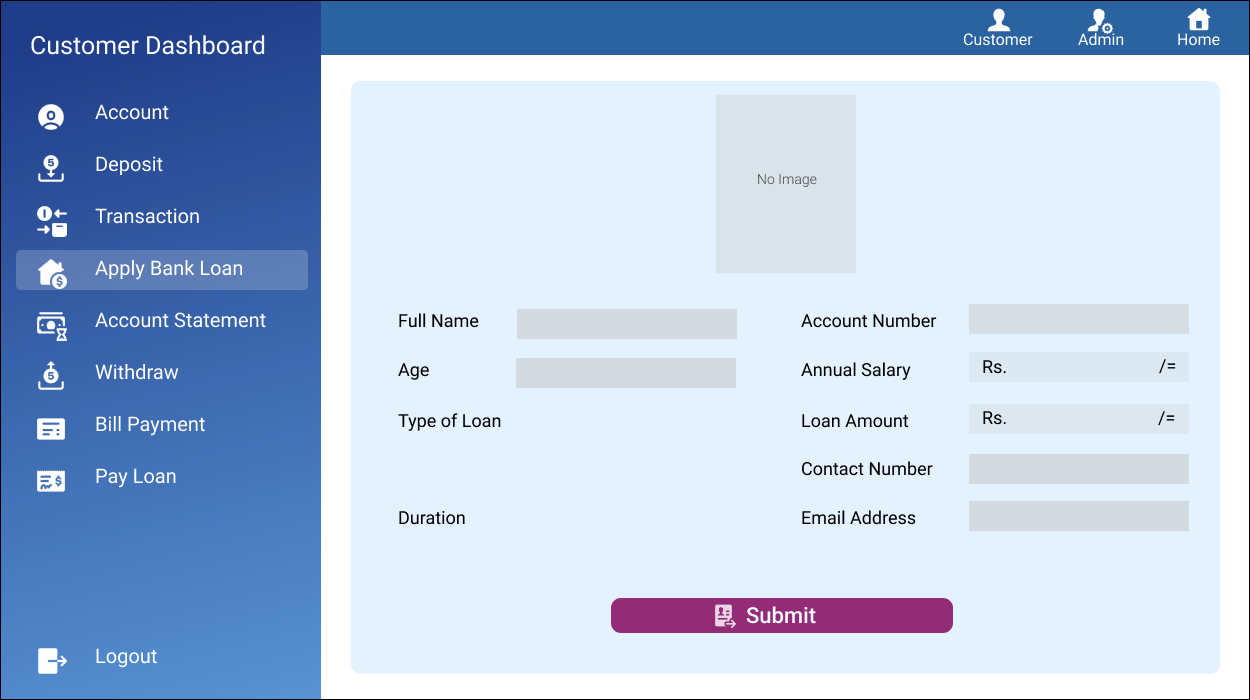 Customer Dashboard
Customer
Admin
Home
Account
Deposit
Transaction
Apply Bank Loan
Account Statement
Withdraw
Bill Payment
Pay Loan
Logout
No Image
Full Name
Age
Type of Loan
Duration
Account Number
Annual Salary Rs. /=
Loan Amount Rs. /=
Contact Number
Email Address
Submit